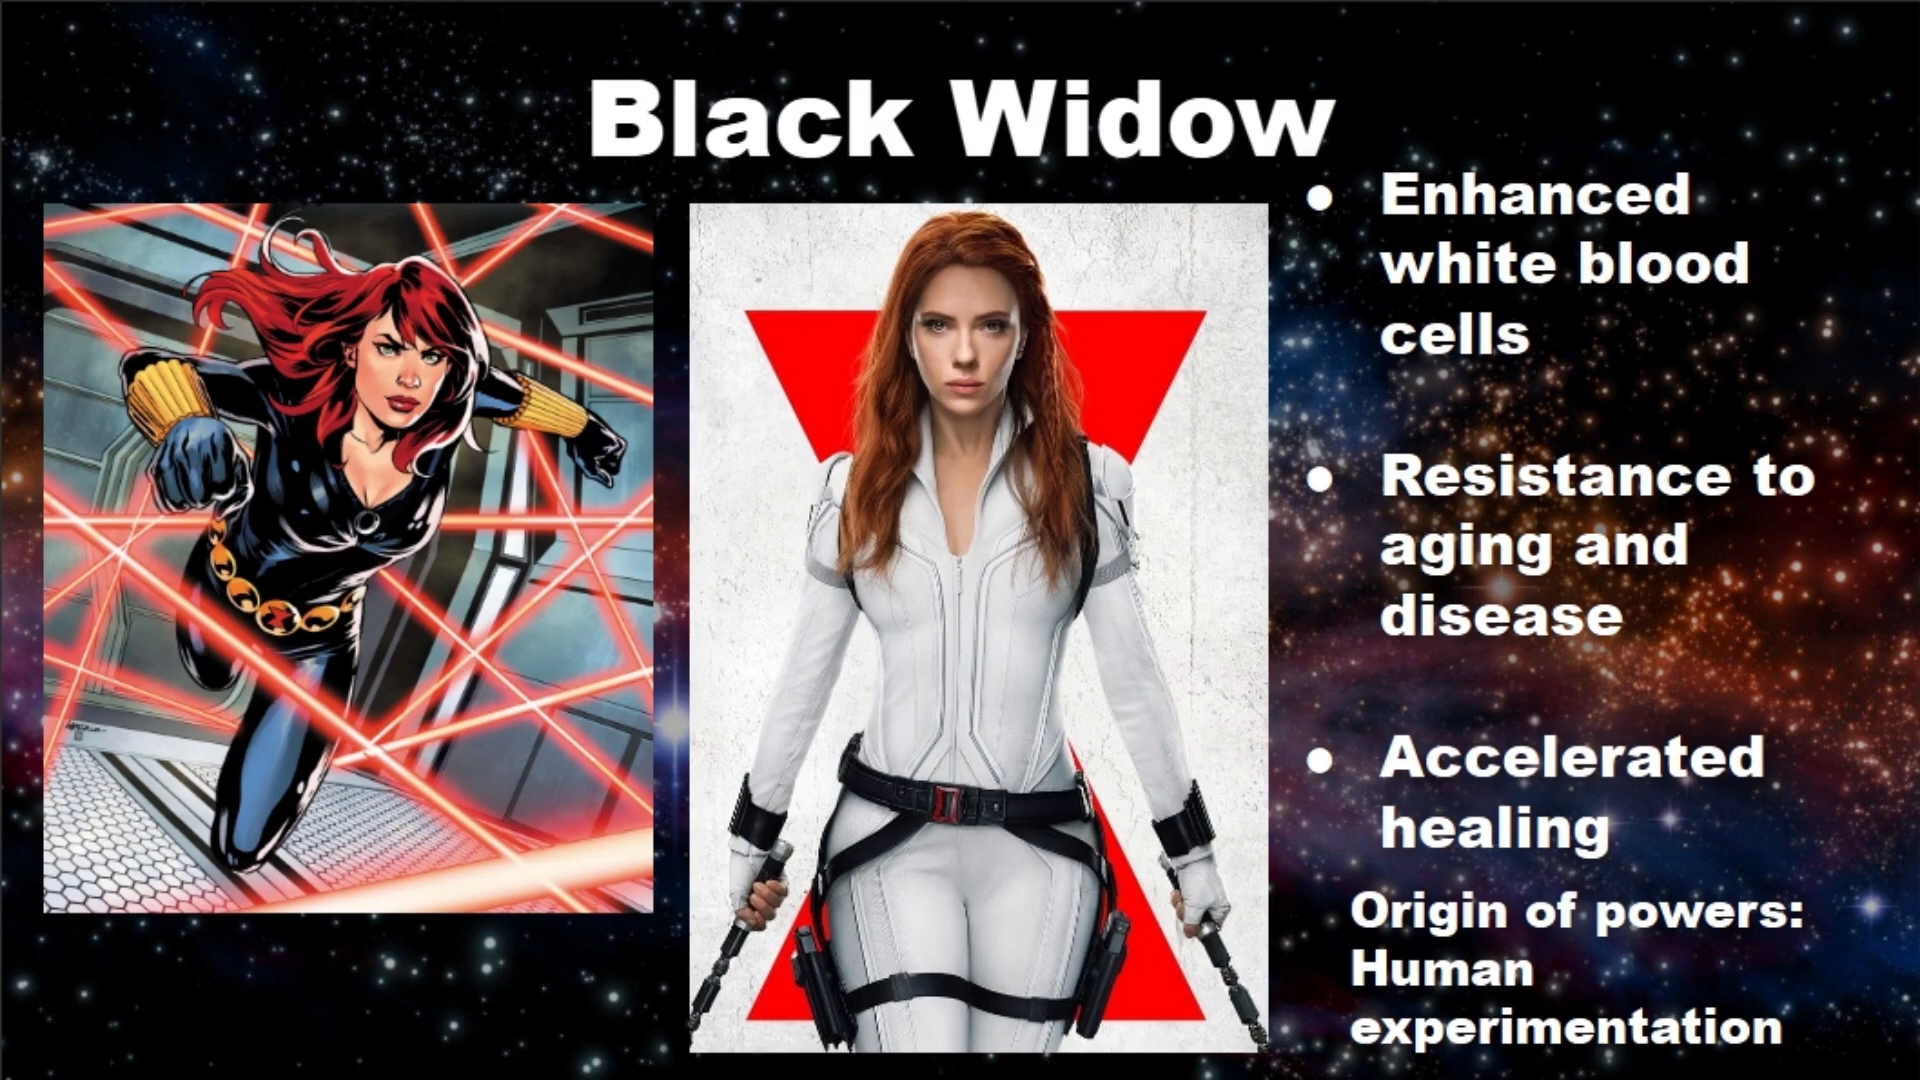 Black Widow
● Enhanced
white blood
cells
● Resistance to
aging and
disease
● Accelerated
healing
Origin of powers:
Human
experimentation